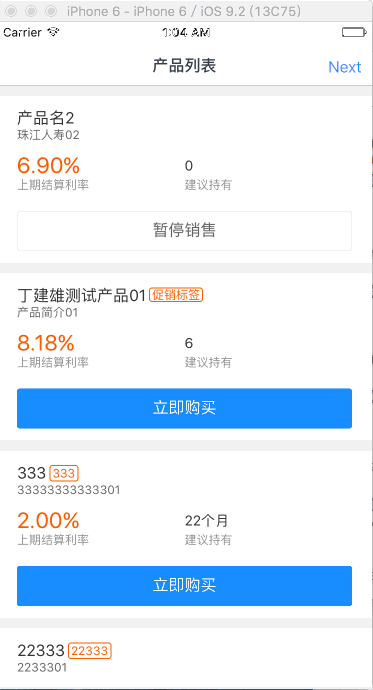 iPhone 6 - iPhone 6 / iOS 9.2 (13C75)
Carrier 1:04 AM
产品列表 Next
产品名2
珠江人寿02
6.90% 0
上期结算利率 建议持有
暂停销售
丁建雄测试产品01 促销标签
产品简介01
8.18% 6
上期结算利率 建议持有
立即购买
333 333
33333333333301
2.00% 22个月
上期结算利率 建议持有
立即购买
22333 22333
2233301